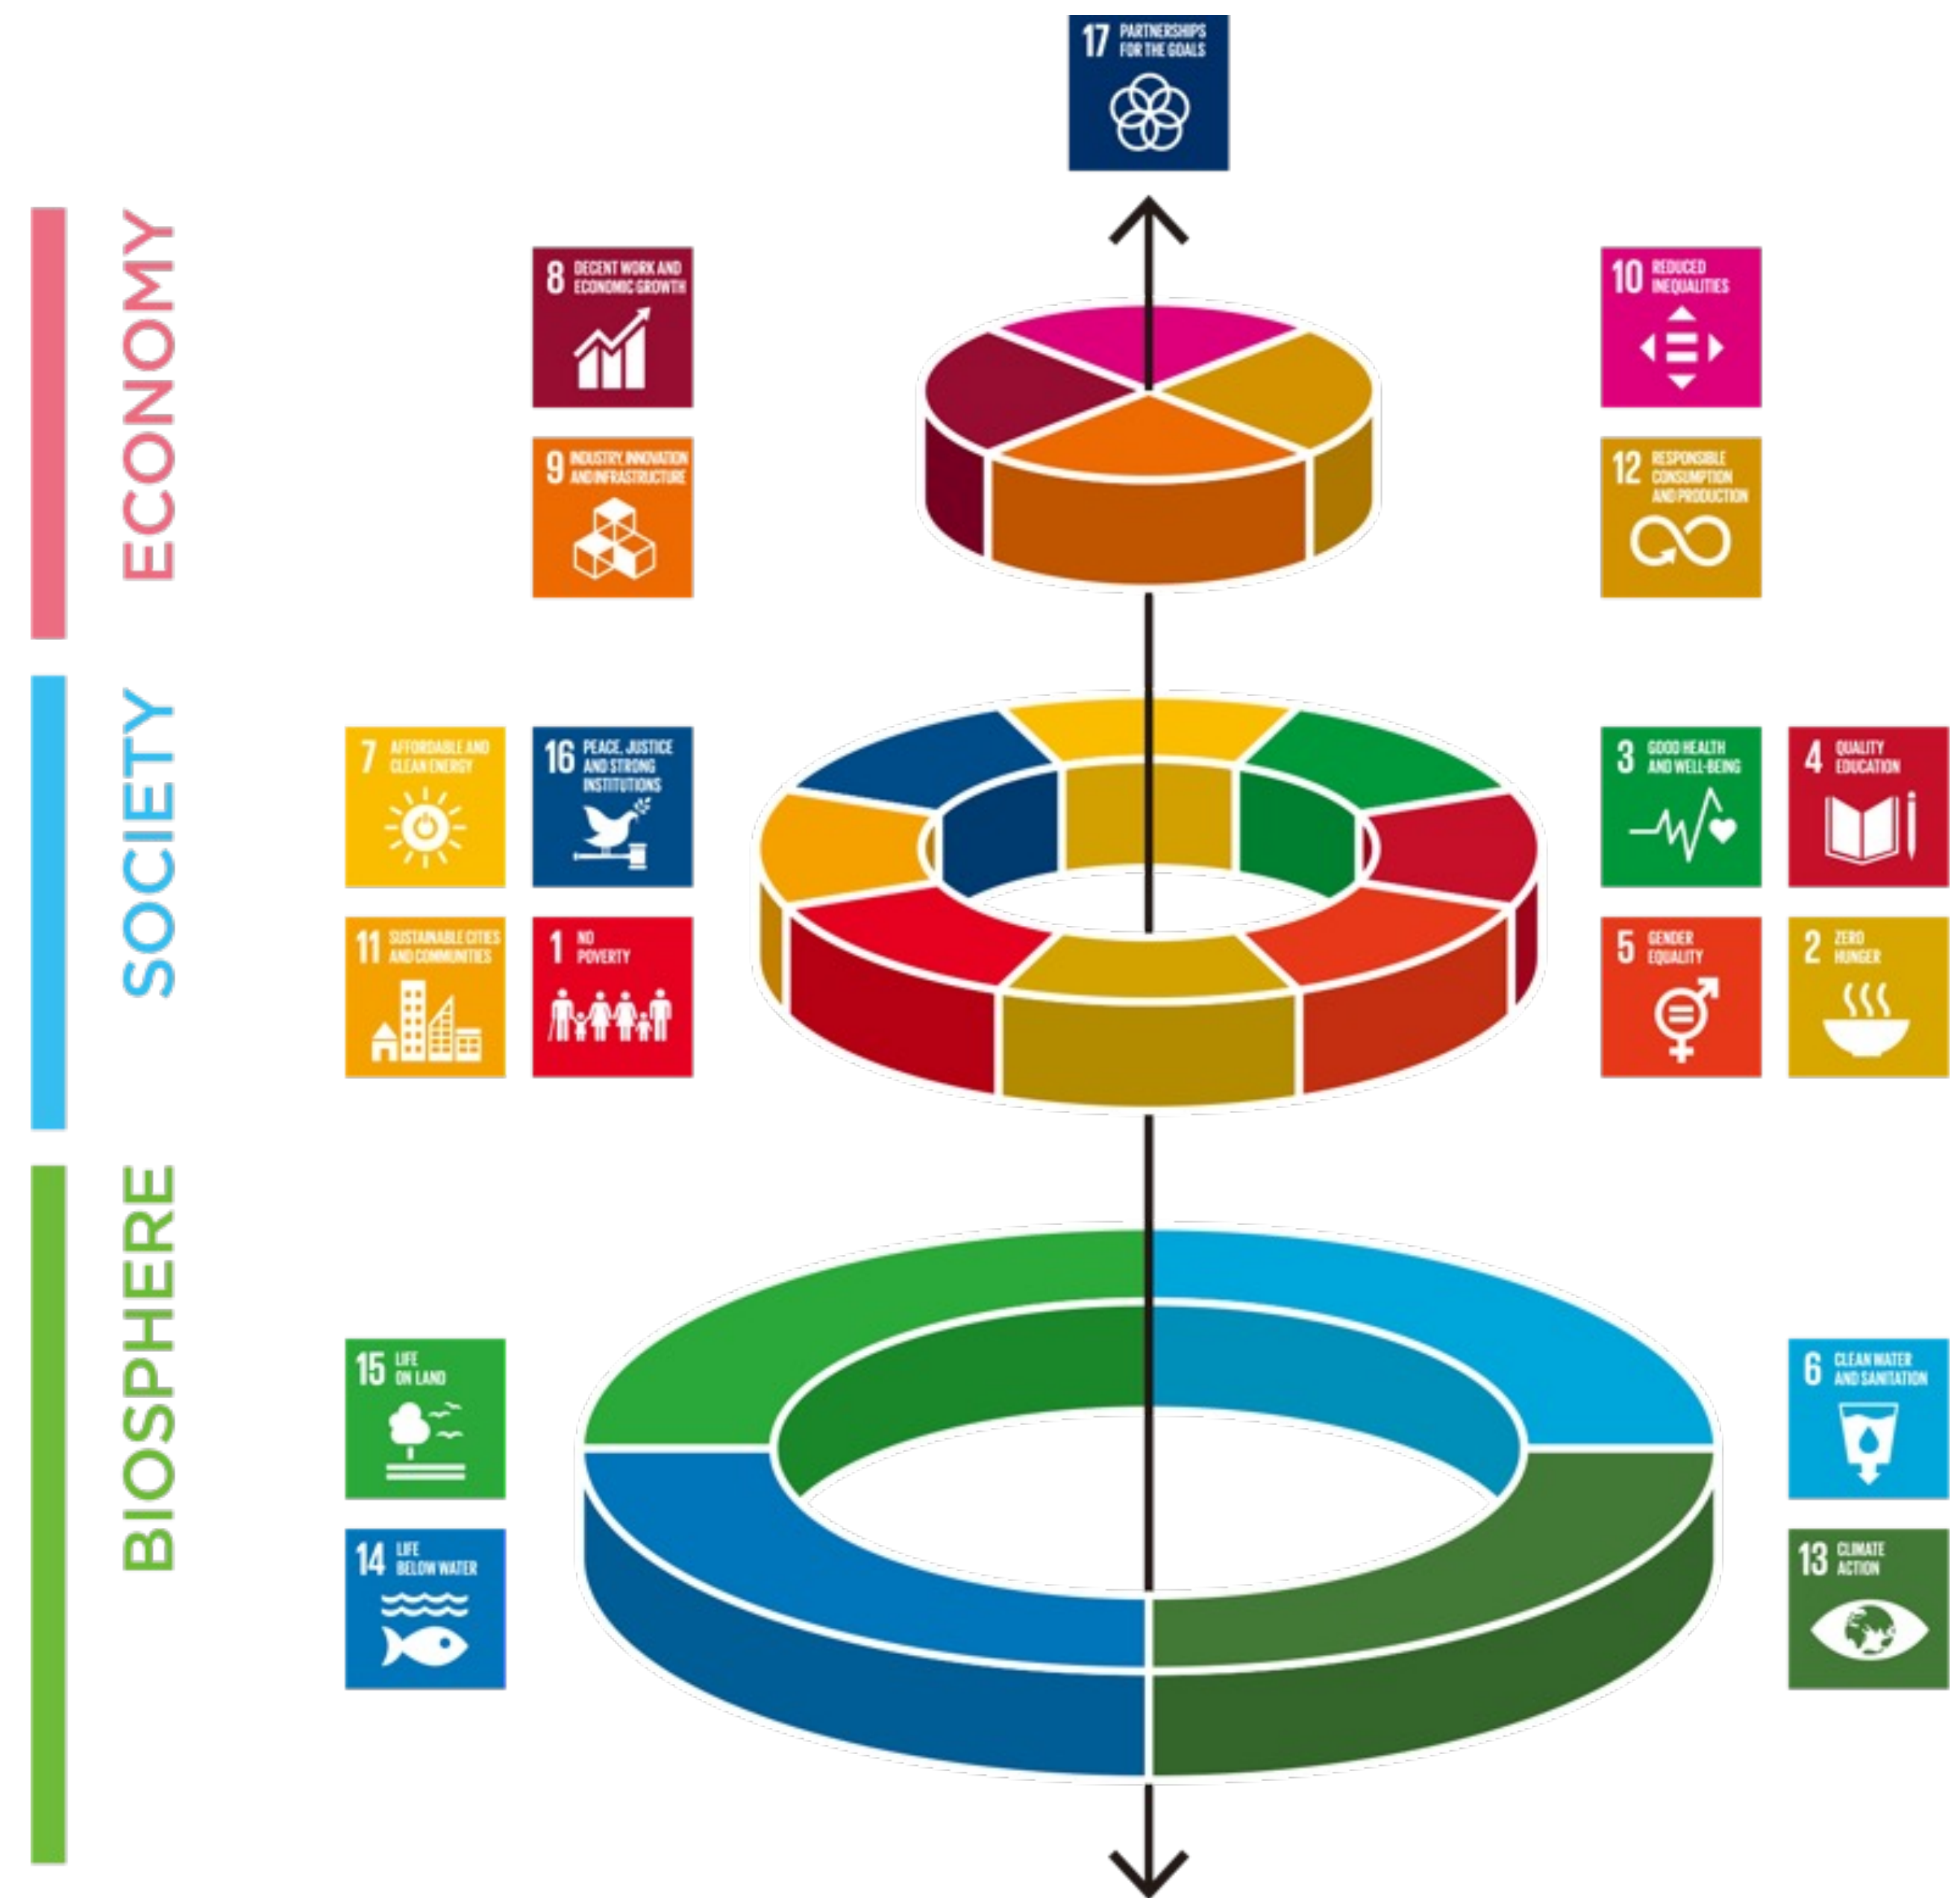 17 PARTNERSHIPS
FOR THE GOALS
ECONOMY
8 DECENT WORK AND
ECONOMIC GROWTH
10 REDUCED
INEQUALITIES
9 INDUSTRY, INNOVATION
AND INFRASTRUCTURE
12 RESPONSIBLE
CONSUMPTION
AND PRODUCTION
SOCIETY
7 AFFORDABLE AND
CLEAN ENERGY
16 PEACE, JUSTICE
AND STRONG
INSTITUTIONS
3 GOOD HEALTH
AND WELL-BEING
4 QUALITY
EDUCATION
11 SUSTAINABLE CITIES
AND COMMUNITIES
1 NO
POVERTY
5 GENDER
EQUALITY
2 ZERO
HUNGER
BIOSPHERE
15 LIFE
ON LAND
6 CLEAN WATER
AND SANITATION
14 LIFE
BELOW WATER
13 CLIMATE
ACTION